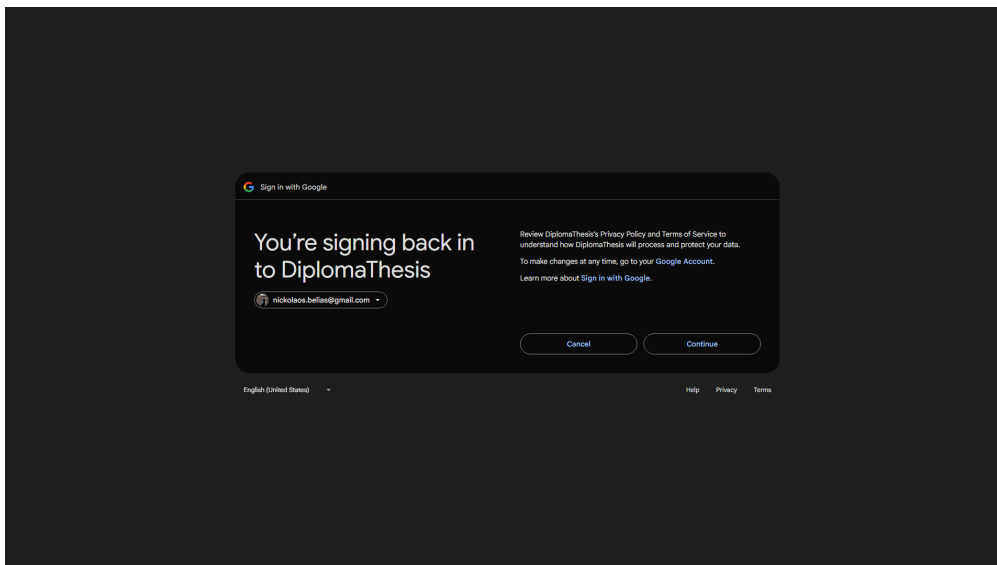 Sign in with Google
You're signing back in
to DiplomaThesis
nickolaos.belias@gmail.com
Review DiplomaThesis's Privacy Policy and Terms of Service to
understand how DiplomaThesis will process and protect your data.
To make changes at any time, go to your Google Account.
Learn more about Sign in with Google.
Cancel
Continue
English (United States)
Help
Privacy
Terms